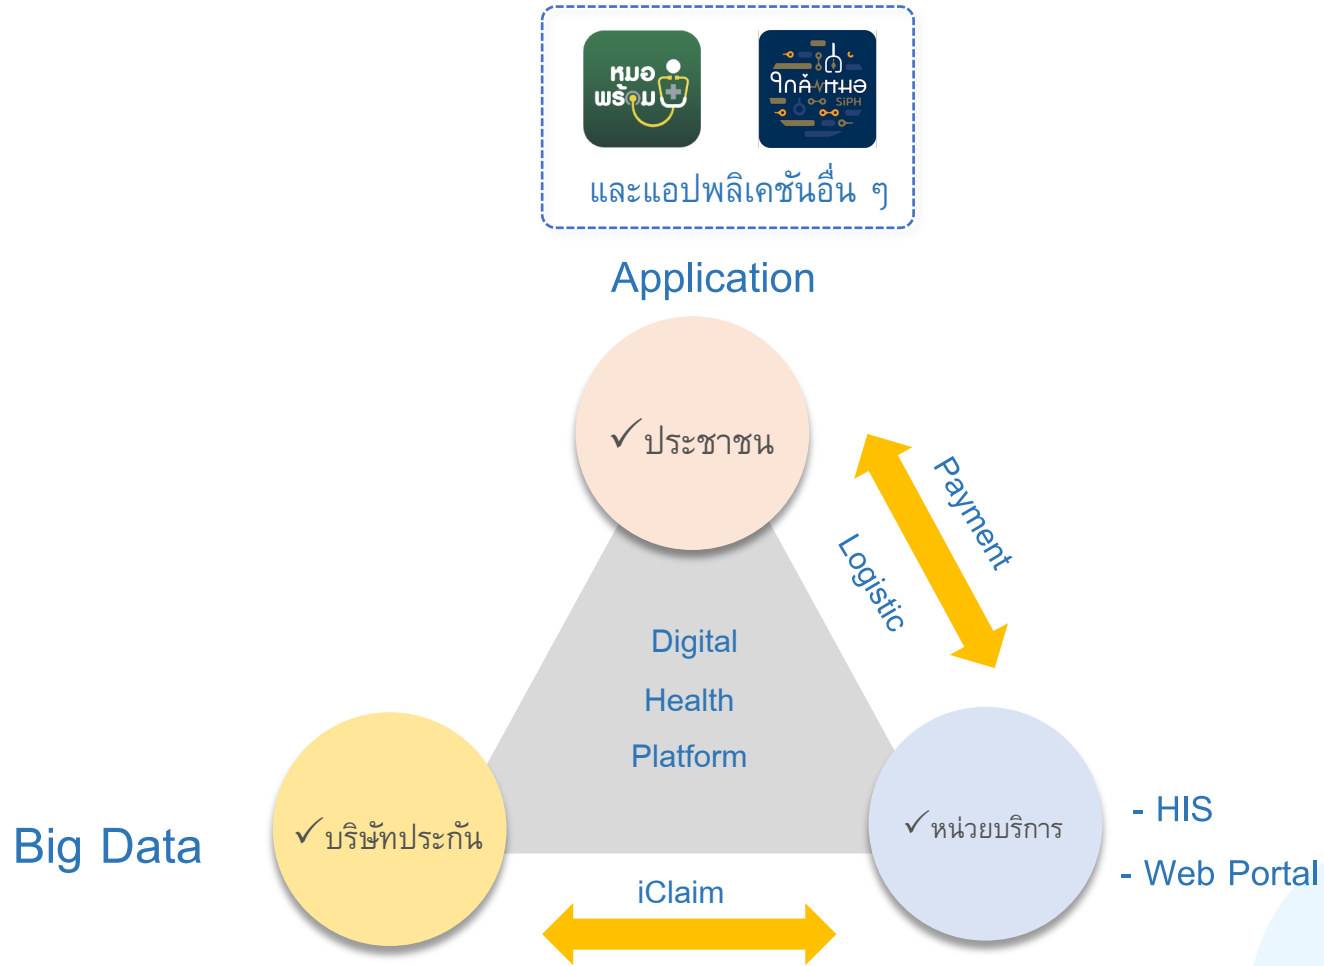 หมอ
พร้อม
ใกล้ หมอ
SiPH
และแอปพลิเคชันอื่น ๆ
Application
✓ ประชาชน
Payment
Logistic
Digital
Health
Platform
Big Data
✓ บริษัทประกัน
✓ หน่วยบริการ
- HIS
- Web Portal
iClaim